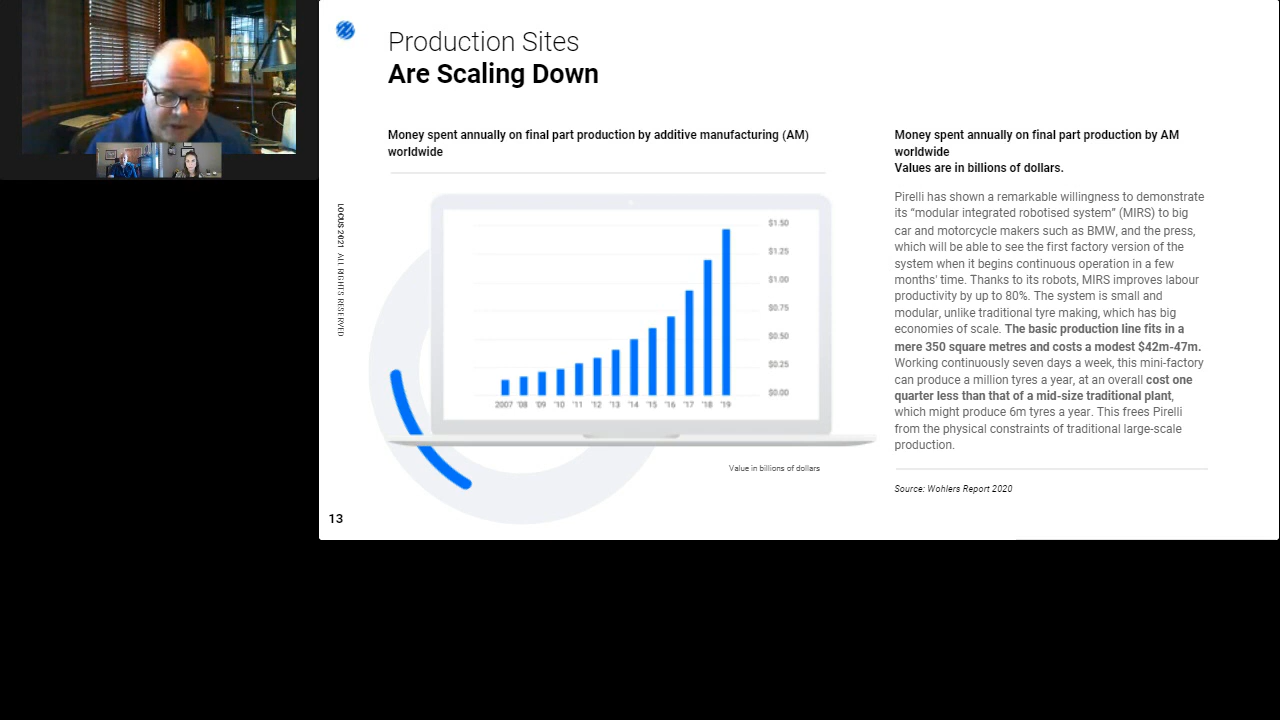 Production Sites
Are Scaling Down
Money spent annually on final part production by additive manufacturing (AM)
worldwide
$1.50
$1.25
$1.00
$0.75
$0.50
$0.25
$0.00
2007 '08 '09 '10 '11 '12 '13 '14 '15 '16 '17 '18 '19
Value in billions of dollars
Money spent annually on final part production by AM
worldwide
Values are in billions of dollars.
Pirelli has shown a remarkable willingness to demonstrate
its “modular integrated robotised system” (MIRS) to big
car and motorcycle makers such as BMW, and the press,
which will be able to see the first factory version of the
system when it begins continuous operation in a few
months' time. Thanks to its robots, MIRS improves labour
productivity by up to 80%. The system is small and
modular, unlike traditional tyre making, which has big
economies of scale. The basic production line fits in a
mere 350 square metres and costs a modest $42m-47m.
Working continuously seven days a week, this mini-factory
can produce a million tyres a year, at an overall cost one
quarter less than that of a mid-size traditional plant,
which might produce 6m tyres a year. This frees Pirelli
from the physical constraints of traditional large-scale
production.
Source: Wohlers Report 2020
LOCUS 2021 ALL RIGHTS RESERVED
13